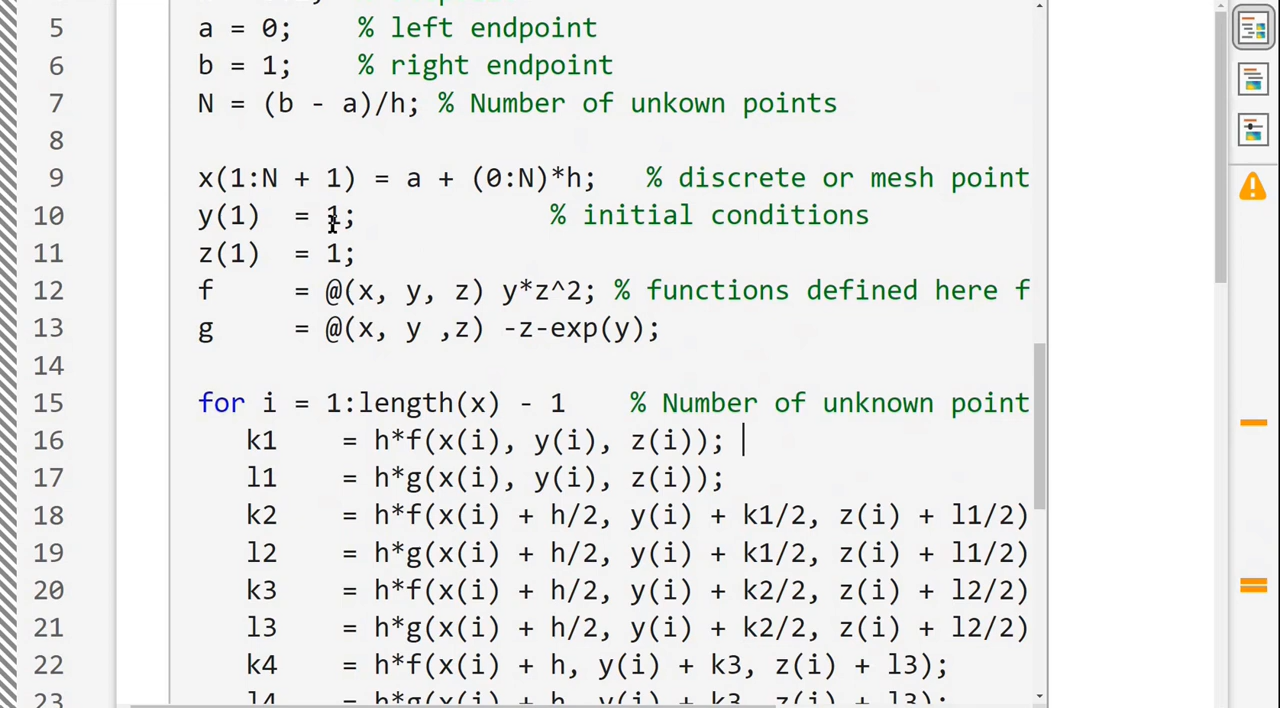 5 a = 0;    % left endpoint
6 b = 1;    % right endpoint
7 N = (b - a)/h; % Number of unkown points
8
9 x(1:N + 1) = a + (0:N)*h;   % discrete or mesh point
10 y(1)  = 1;            % initial conditions
11 z(1)  = 1;
12 f     = @(x, y, z) y*z^2; % functions defined here f
13 g     = @(x, y ,z) -z-exp(y);
14
15 for i = 1:length(x) - 1    % Number of unknown point
16    k1    = h*f(x(i), y(i), z(i));
17    l1    = h*g(x(i), y(i), z(i));
18    k2    = h*f(x(i) + h/2, y(i) + k1/2, z(i) + l1/2)
19    l2    = h*g(x(i) + h/2, y(i) + k1/2, z(i) + l1/2)
20    k3    = h*f(x(i) + h/2, y(i) + k2/2, z(i) + l2/2)
21    l3    = h*g(x(i) + h/2, y(i) + k2/2, z(i) + l2/2)
22    k4    = h*f(x(i) + h, y(i) + k3, z(i) + l3);
23    l4    = h*g(x(i) + h, y(i) + k3, z(i) + l3);